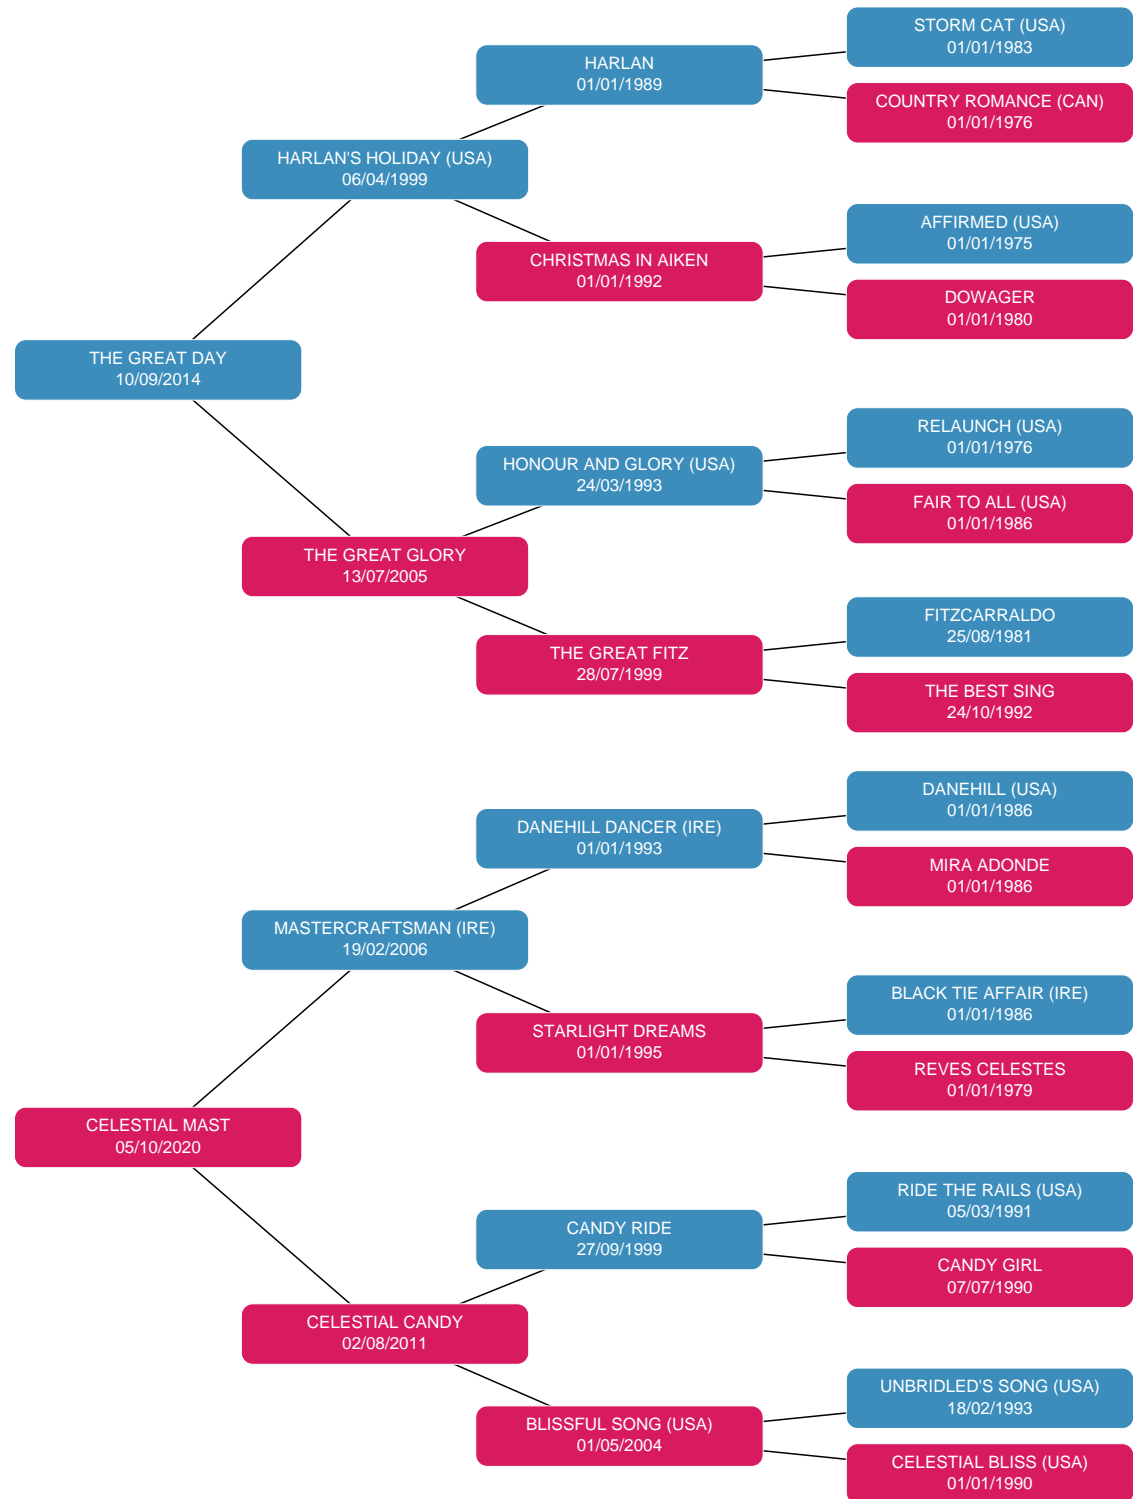 STORM CAT (USA)
01/01/1983
HARLAN
01/01/1989
COUNTRY ROMANCE (CAN)
01/01/1976
HARLAN'S HOLIDAY (USA)
06/04/1999
AFFIRMED (USA)
01/01/1975
CHRISTMAS IN AIKEN
01/01/1992
DOWAGER
01/01/1980
THE GREAT DAY
10/09/2014
RELAUNCH (USA)
01/01/1976
HONOUR AND GLORY (USA)
24/03/1993
FAIR TO ALL (USA)
01/01/1986
THE GREAT GLORY
13/07/2005
FITZCARRALDO
25/08/1981
THE GREAT FITZ
28/07/1999
THE BEST SING
24/10/1992
DANEHILL (USA)
01/01/1986
DANEHILL DANCER (IRE)
01/01/1993
MIRA ADONDE
01/01/1986
MASTERCRAFTSMAN (IRE)
19/02/2006
BLACK TIE AFFAIR (IRE)
01/01/1986
STARLIGHT DREAMS
01/01/1995
REVES CELESTES
01/01/1979
CELESTIAL MAST
05/10/2020
RIDE THE RAILS (USA)
05/03/1991
CANDY RIDE
27/09/1999
CANDY GIRL
07/07/1990
CELESTIAL CANDY
02/08/2011
UNBRIDLED'S SONG (USA)
18/02/1993
BLISSFUL SONG (USA)
01/05/2004
CELESTIAL BLISS (USA)
01/01/1990